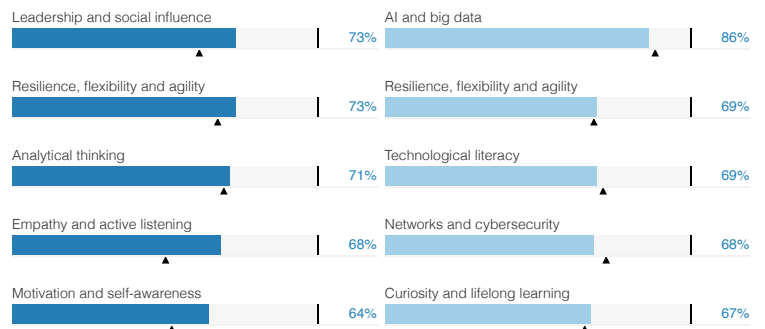 Leadership and social influence
73%
Resilience, flexibility and agility
73%
Analytical thinking
71%
Empathy and active listening
68%
Motivation and self-awareness
64%
AI and big data
86%
Resilience, flexibility and agility
69%
Technological literacy
69%
Networks and cybersecurity
68%
Curiosity and lifelong learning
67%